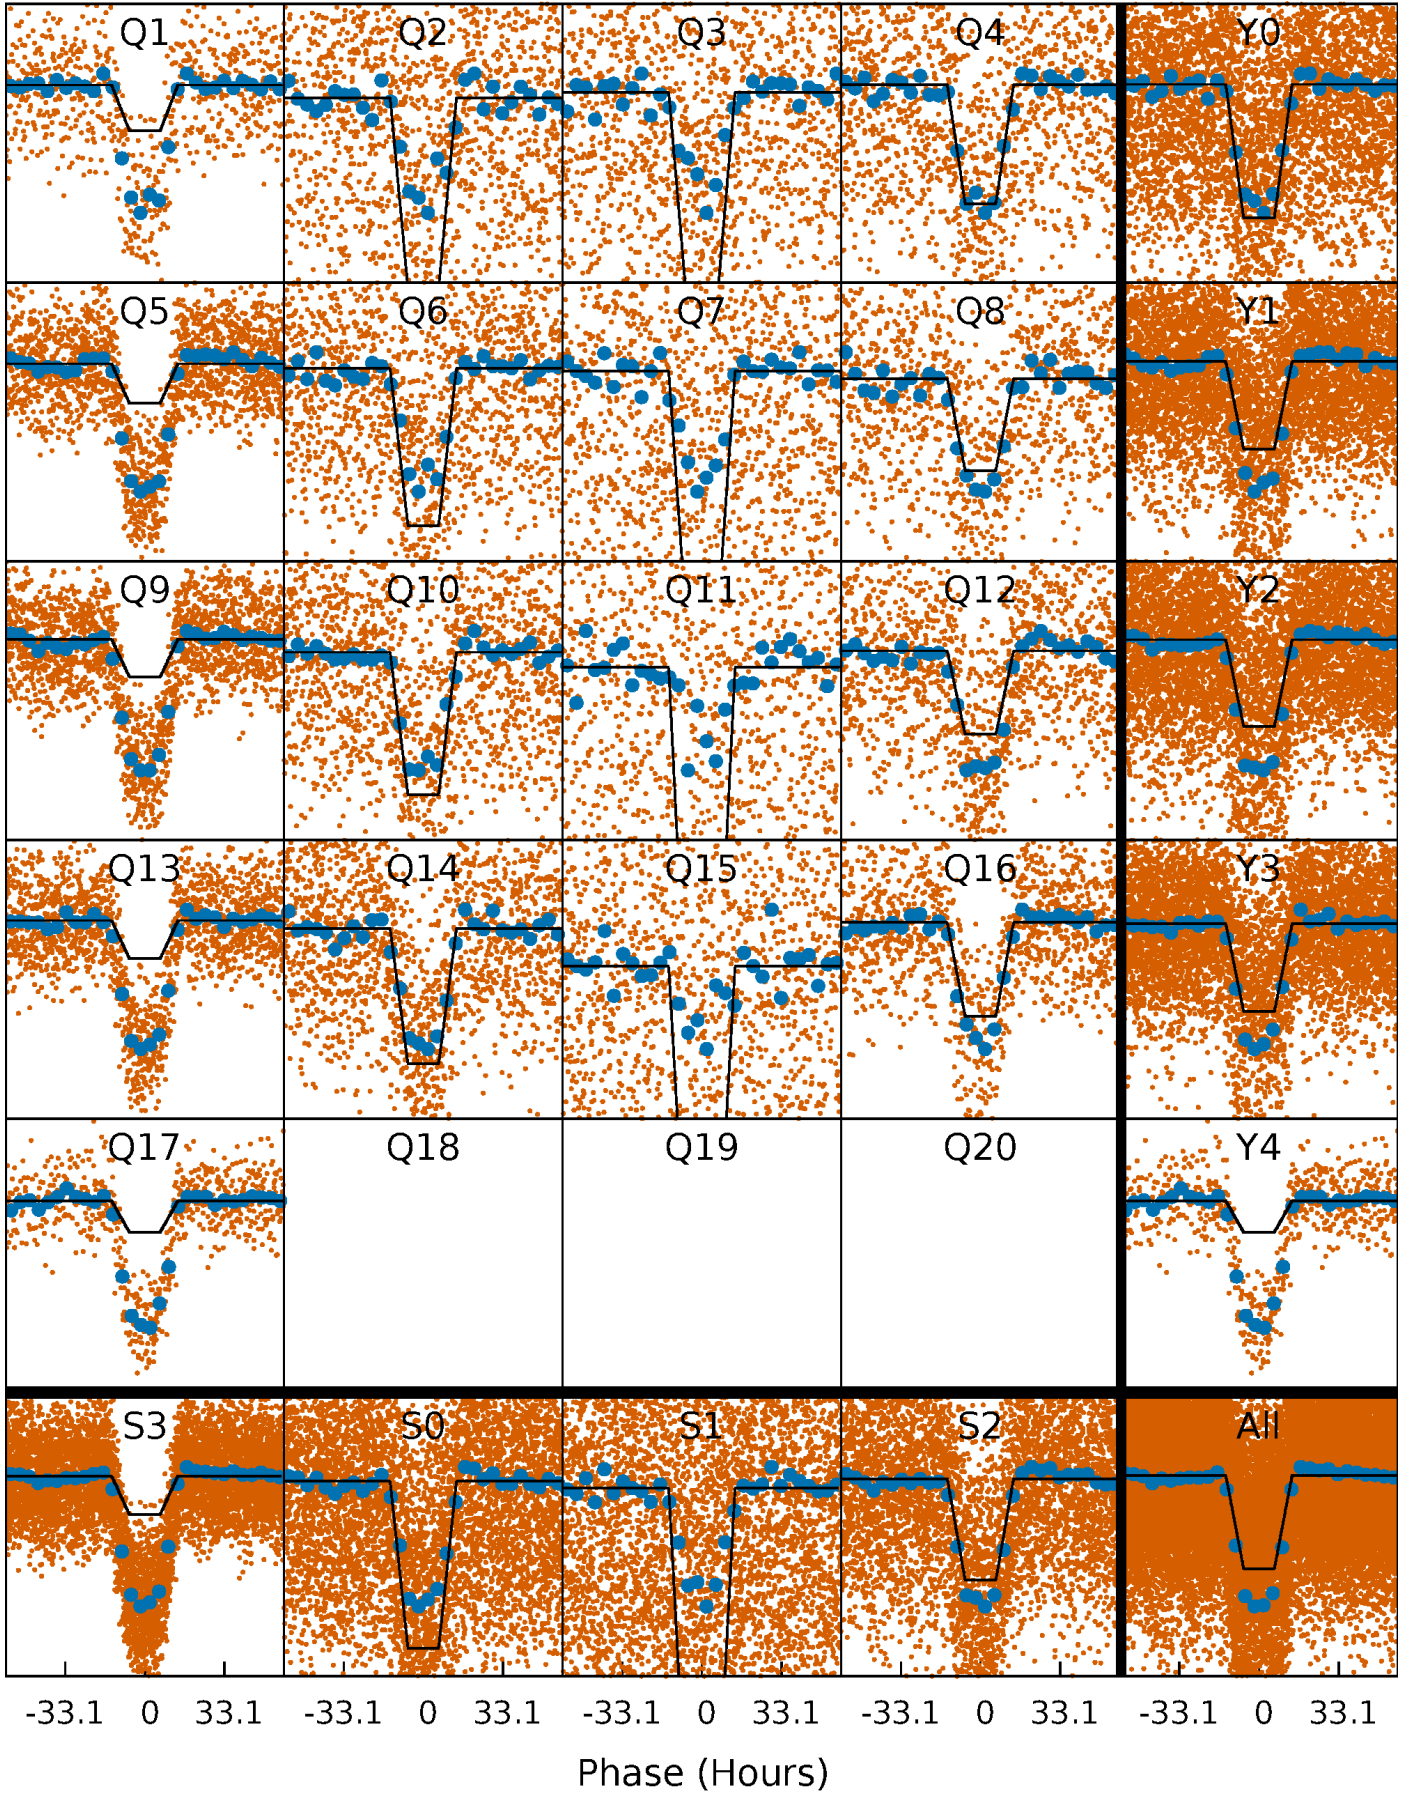 Q1 Q2 Q3 Q4 Y0
Q5 Q6 Q7 Q8 Y1
Q9 Q10 Q11 Q12 Y2
Q13 Q14 Q15 Q16 Y3
Q17 Q18 Q19 Q20 Y4
S3 S0 S1 S2 All
-33.1 0 33.1 -33.1 0 33.1 -33.1 0 33.1 -33.1 0 33.1 -33.1 0 33.1
Phase (Hours)